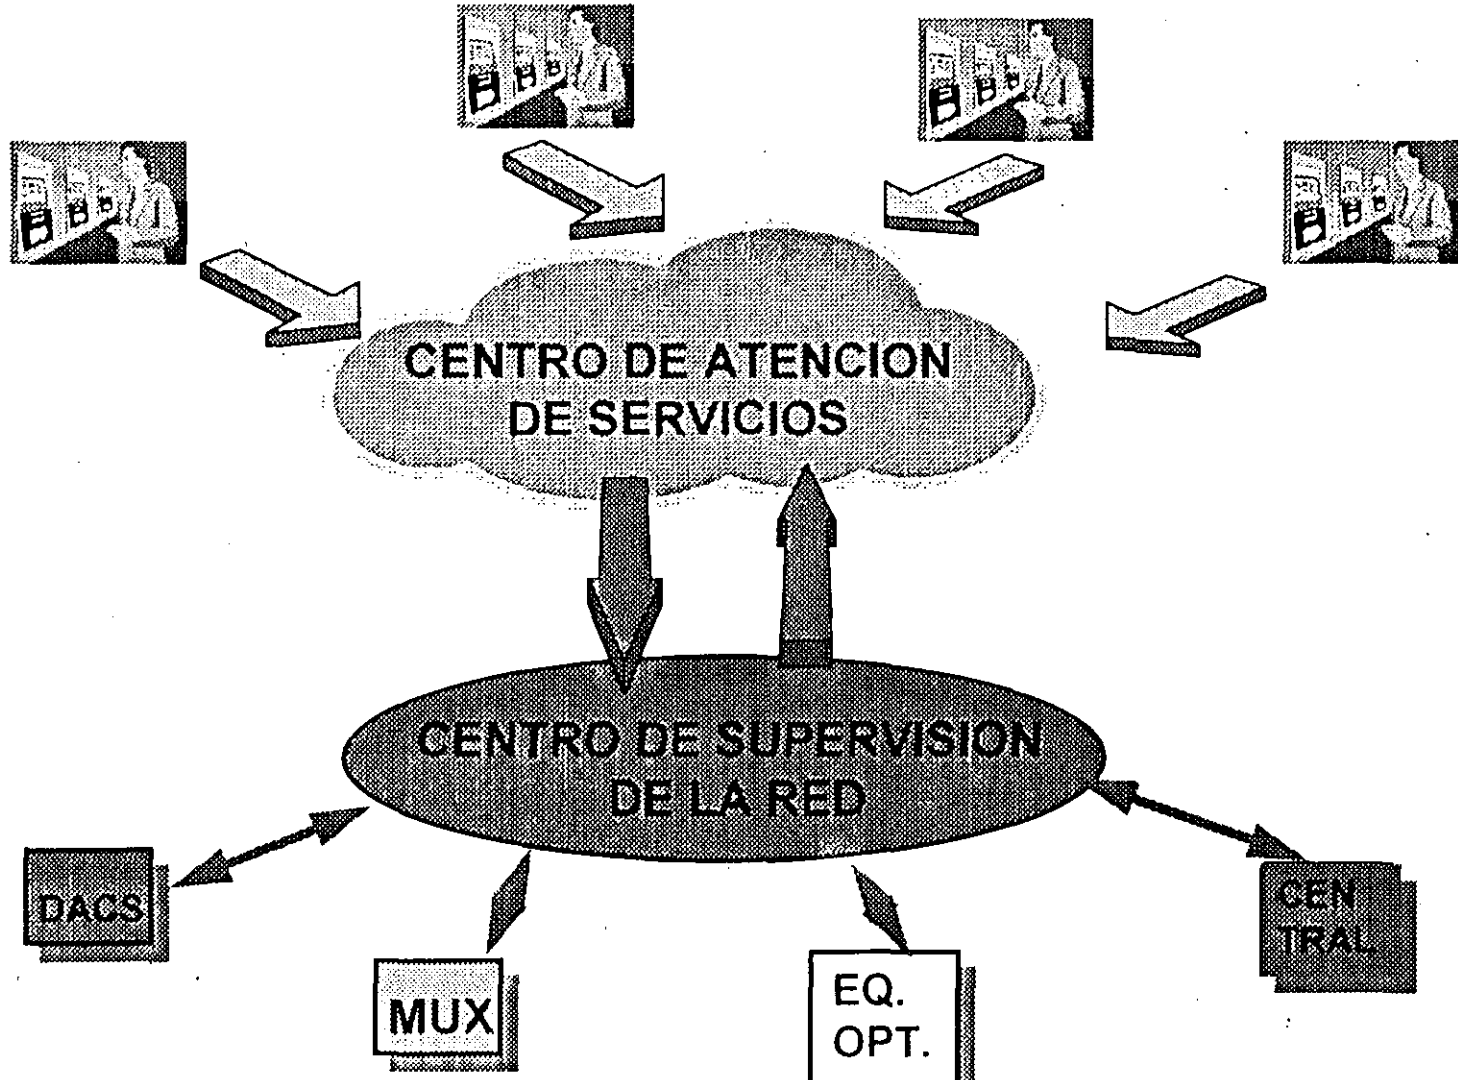 CENTRO DE ATENCION
DE SERVICIOS
CENTRO DE SUPERVISION
DE LA RED
DACS
MUX
EQ.
OPT.
CEN
TRAL